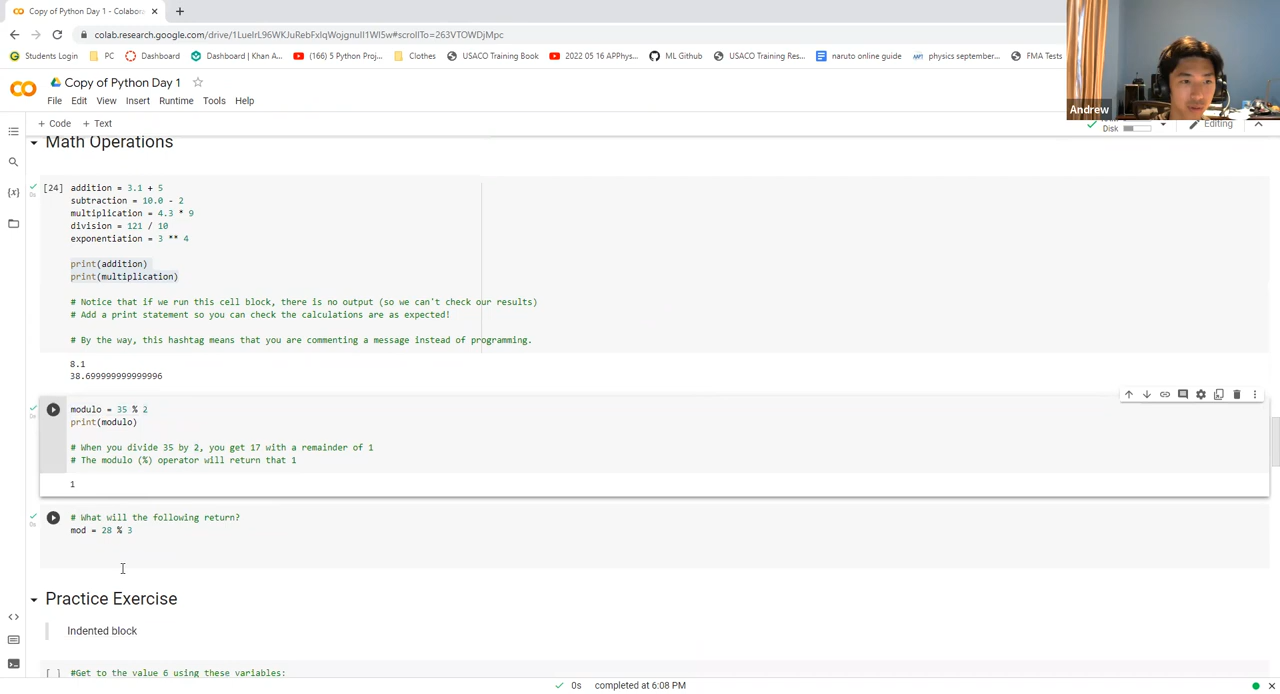 Copy of Python Day 1 - Colabor
colab.research.google.com/drive/1LueIrL96WKJuRebFxIqWojgnuII1WI5w#scrollTo=263VTOWDjMpc
Students Login PC Dashboard Dashboard | Khan A... (166) 5 Python Proj... Clothes USACO Training Book 2022 05 16 APPhys... ML Github USACO Training Res... naruto online guide physics september... FMA Tests
Copy of Python Day 1
File Edit View Insert Runtime Tools Help
Andrew
+ Code + Text
Disk
Editing
Math Operations
[24] addition = 3.1 + 5
subtraction = 10.0 - 2
multiplication = 4.3 * 9
division = 121 / 10
exponentiation = 3 ** 4
print(addition)
print(multiplication)
# Notice that if we run this cell block, there is no output (so we can't check our results)
# Add a print statement so you can check the calculations are as expected!
# By the way, this hashtag means that you are commenting a message instead of programming.
8.1
38.699999999999996
modulo = 35 % 2
print(modulo)
# When you divide 35 by 2, you get 17 with a remainder of 1
# The modulo (%) operator will return that 1
1
# What will the following return?
mod = 28 % 3
Practice Exercise
Indented block
[ ] #Get to the value 6 using these variables:
0s completed at 6:08 PM